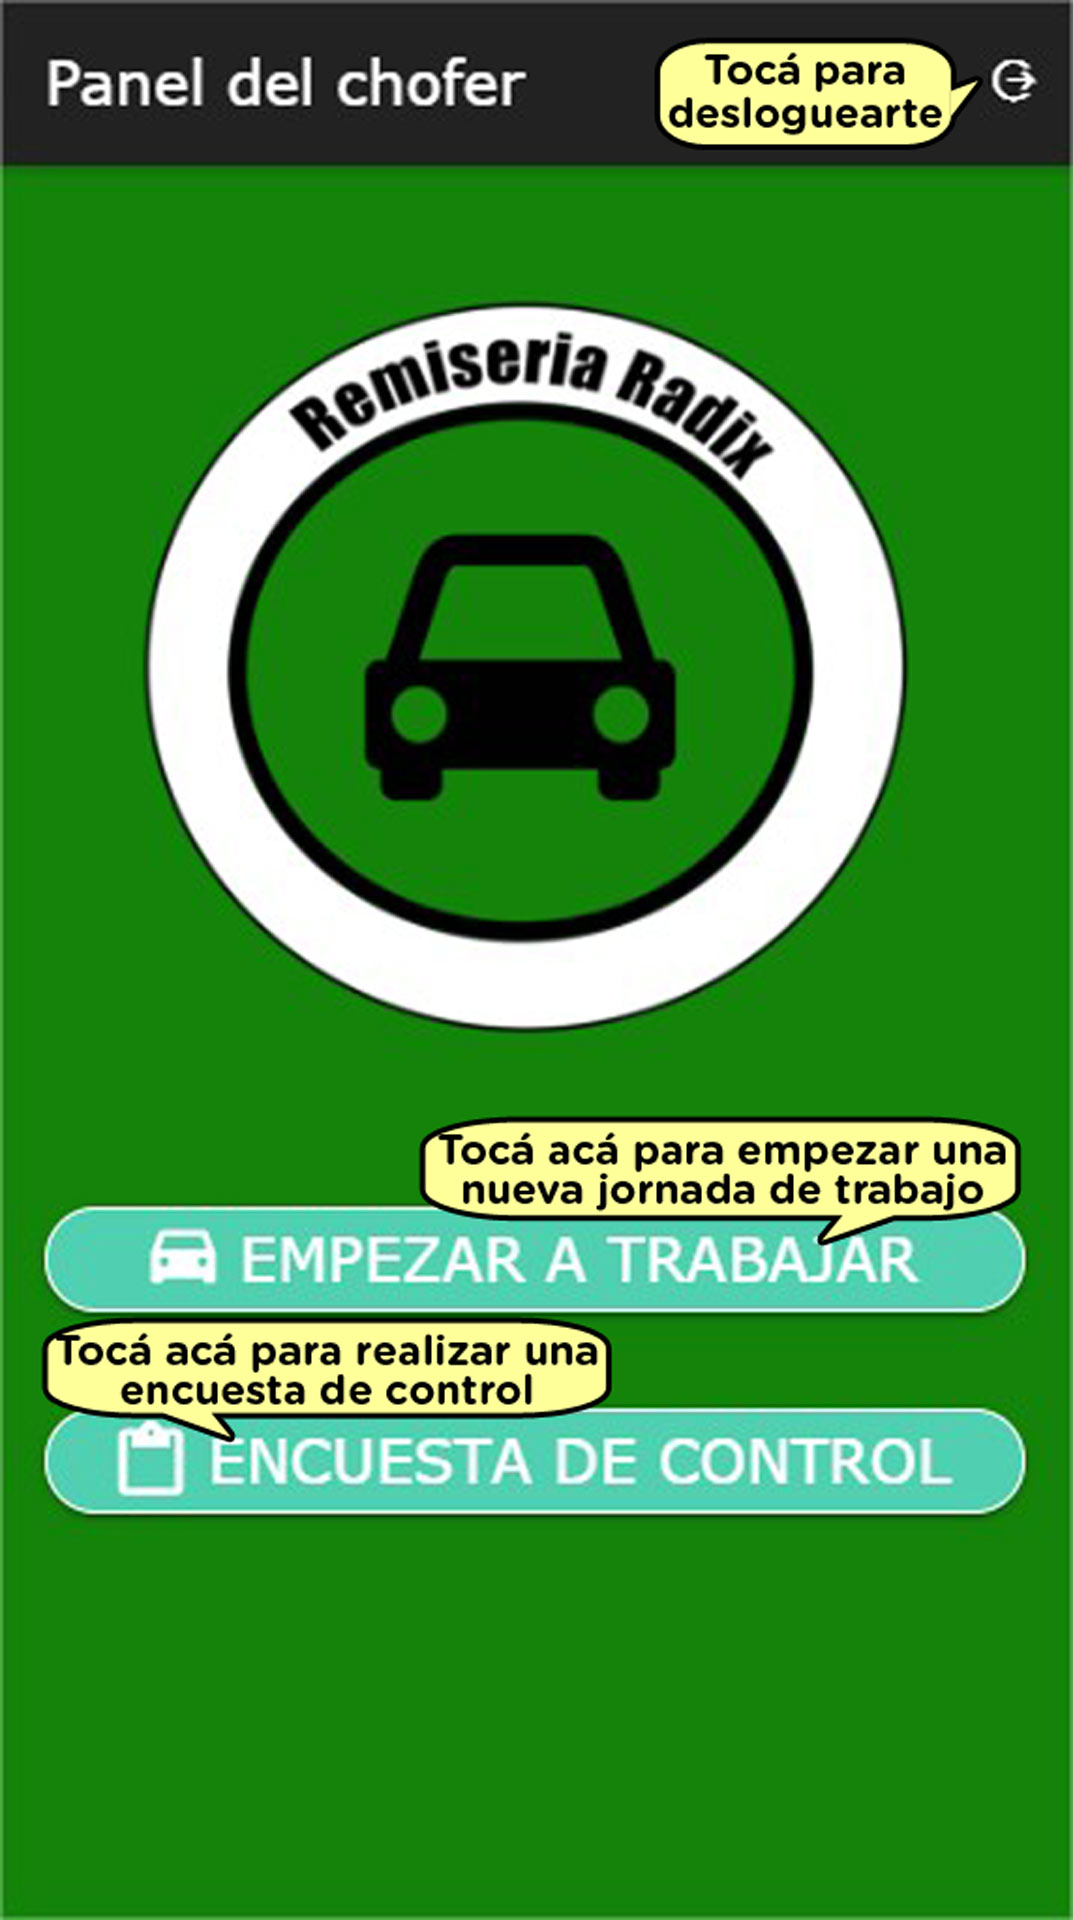 Panel del chofer
Tocá para
desloguearte
Remiseria Radix
Tocá acá para empezar una
nueva jornada de trabajo
EMPEZAR A TRABAJAR
Tocá acá para realizar una
encuesta de control
ENCUESTA DE CONTROL